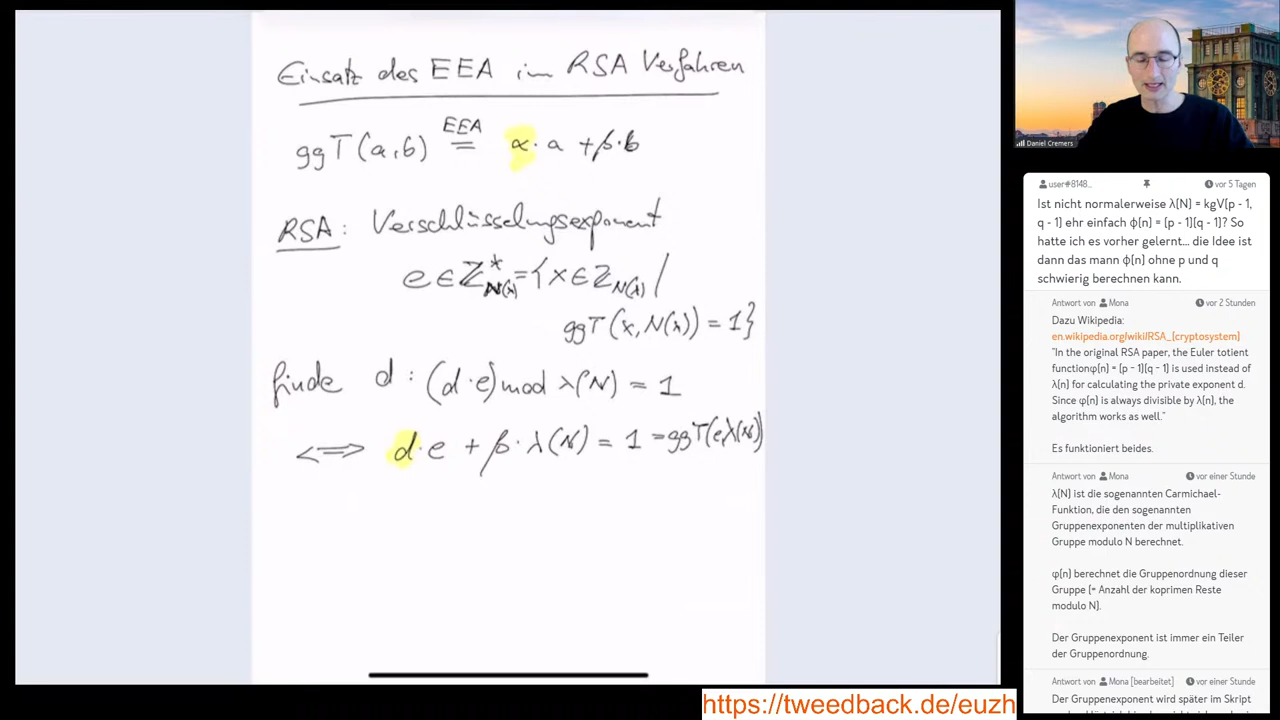 Einsatz des EEA im RSA Verfahren
ggT(a,b) EEA = α·a + β·b
RSA: Verschlüsselungsexponent
e ∈ ℤ*_N(λ) = {x ∈ ℤ_N(λ) |
ggT(x, N(λ)) = 1}
finde d : (d·e) mod λ(N) = 1
⟺ d·e + β·λ(N) = 1 = ggT(e,λ(N))
Daniel Cremers
user#8148... vor 5 Tagen
Ist nicht normalerweise λ[N] = kgV[p - 1,
q - 1] ehr einfach ϕ[n] = [p - 1][q - 1]? So
hatte ich es vorher gelernt... die Idee ist
dann das mann ϕ[n] ohne p und q
schwierig berechnen kann.
Antwort von Mona vor 2 Stunden
Dazu Wikipedia:
en.wikipedia.org/wiki/RSA_[cryptosystem]
"In the original RSA paper, the Euler totient
functionφ[n] = [p - 1][q - 1] is used instead of
λ[n] for calculating the private exponent d.
Since φ[n] is always divisible by λ[n], the
algorithm works as well."
Es funktioniert beides.
Antwort von Mona vor einer Stunde
λ[N] ist die sogenannten Carmichael-
Funktion, die den sogenannten
Gruppenexponenten der multiplikativen
Gruppe modulo N berechnet.
φ[n] berechnet die Gruppenordnung dieser
Gruppe [= Anzahl der koprimen Reste
modulo N].
Der Gruppenexponent ist immer ein Teiler
der Gruppenordnung.
Antwort von Mona [bearbeitet] vor einer Stunde
Der Gruppenexponent wird später im Skript
https://tweedback.de/euzh